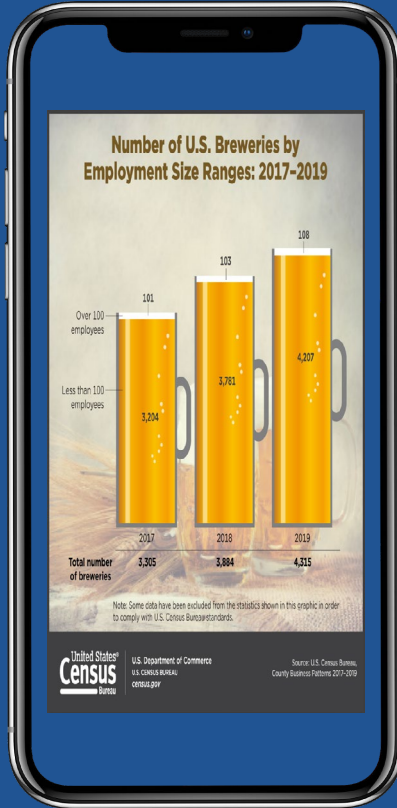 Number of U.S. Breweries by
Employment Size Ranges: 2017–2019
108
103
101
Over 100
employees
4,207
3,781
Less than 100
employees
3,204
2017 2018 2019
Total number
of breweries
3,305 3,884 4,315
Note: Some data have been excluded from the statistics shown in this graphic in order
to comply with U.S. Census Bureau standards.
United States®
Census
Bureau
U.S. Department of Commerce
U.S. CENSUS BUREAU
census.gov
Source: U.S. Census Bureau,
County Business Patterns 2017–2019